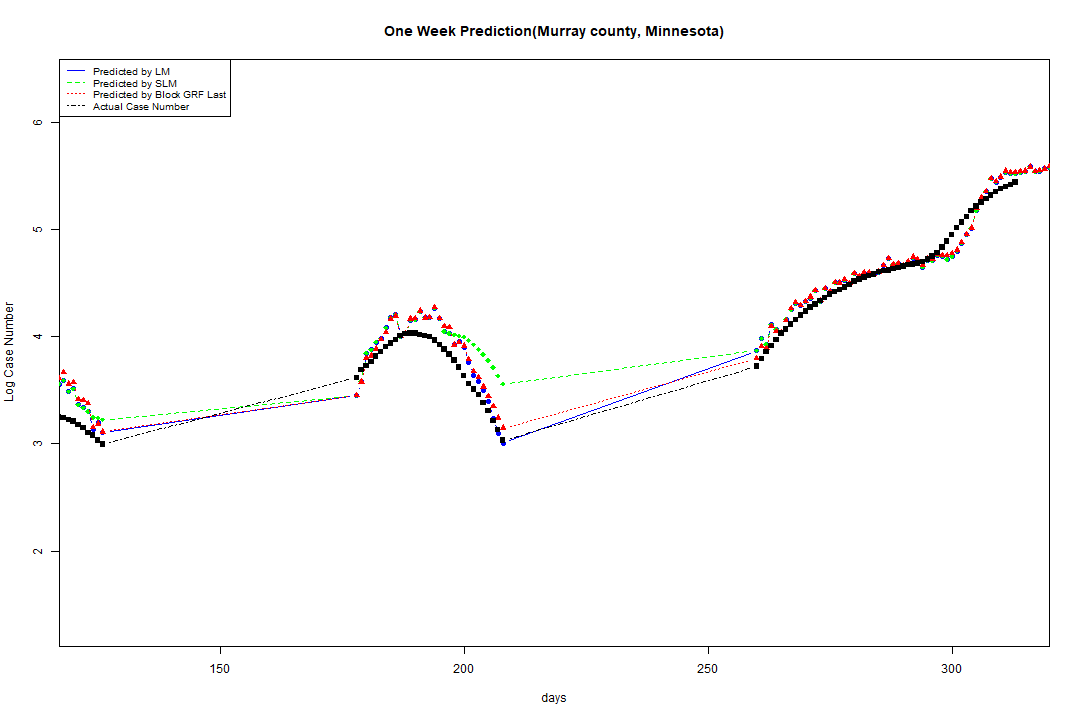 One Week Prediction(Murray county, Minnesota)
Predicted by LM
Predicted by SLM
Predicted by Block GRF Last
Actual Case Number
6
5
4
3
2
Log Case Number
150
200
250
300
days